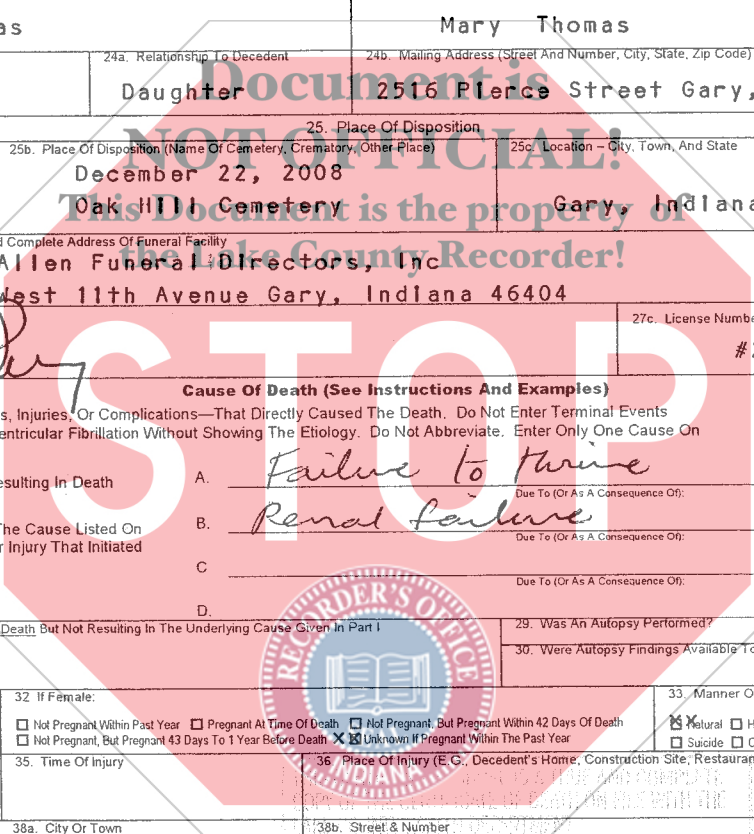 as
Mary Thomas
24a. Relationship To Decedent
24b. Mailing Address (Street And Number, City, State, Zip Code)
Daughter
2516 Pierce Street Gary,
Document is
NOT OFFICIAL!
This Document is the property of
the Lake County Recorder!
25. Place Of Disposition
25b. Place Of Disposition (Name Of Cemetery, Crematory, Other Place)
25c. Location – City, Town, And State
December 22, 2008
Oak Hill Cemetery
Gary, Indiana
d Complete Address Of Funeral Facility
Allen Funeral Directors, Inc
West 11th Avenue Gary, Indiana 46404
27c. License Numbe
#
STOP
Cause Of Death (See Instructions And Examples)
s, Injuries, Or Complications—That Directly Caused The Death. Do Not Enter Terminal Events
entricular Fibrillation Without Showing The Etiology. Do Not Abbreviate. Enter Only One Cause On
esulting In Death
A. Failure to thrive
Due To (Or As A Consequence Of):
The Cause Listed On
r Injury That Initiated
B. Renal failure
Due To (Or As A Consequence Of):
C
Due To (Or As A Consequence Of):
D.
RECORDER'S OFFICE
INDIANA
Death But Not Resulting In The Underlying Cause Given In Part I
29. Was An Autopsy Performed?
30. Were Autopsy Findings Available To
32 If Female:
33. Manner O
Not Pregnant Within Past Year Pregnant At Time Of Death Not Pregnant, But Pregnant Within 42 Days Of Death
Not Pregnant, But Pregnant 43 Days To 1 Year Before Death X X Unknown If Pregnant Within The Past Year
X X Natural H
Suicide C
35. Time Of Injury
36. Place Of Injury (E.G., Decedent's Home, Construction Site, Restauran
38a. City Or Town
38b. Street & Number